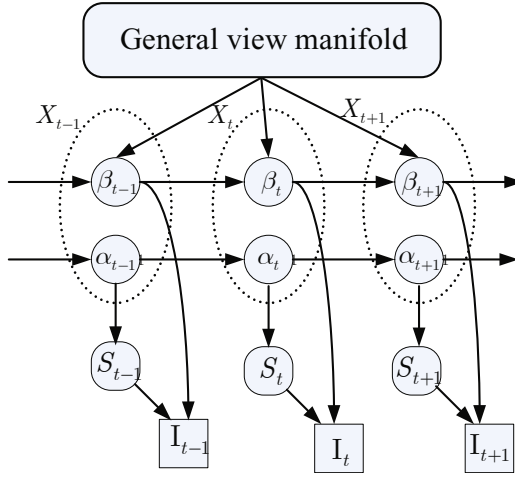 General view manifold
X_{t-1} X_t X_{t+1}
β_{t-1} β_t β_{t+1}
α_{t-1} α_t α_{t+1}
S_{t-1} S_t S_{t+1}
I_{t-1} I_t I_{t+1}